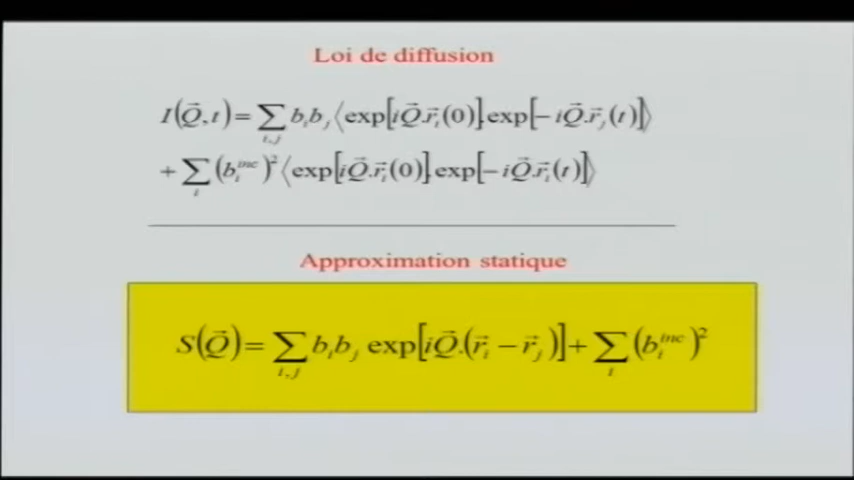 Loi de diffusion
I(Q⃗,t)=∑_{i,j} b_i b_j ⟨exp[iQ⃗.r⃗_i(0)].exp[−iQ⃗.r⃗_j(t)]⟩
+∑_i (b_i^{inc})^2 ⟨exp[iQ⃗.r⃗_i(0)].exp[−iQ⃗.r⃗_i(t)]⟩
Approximation statique
S(Q⃗)=∑_{i,j} b_i b_j exp[iQ⃗.(r⃗_i−r⃗_j)]+∑_i (b_i^{inc})^2